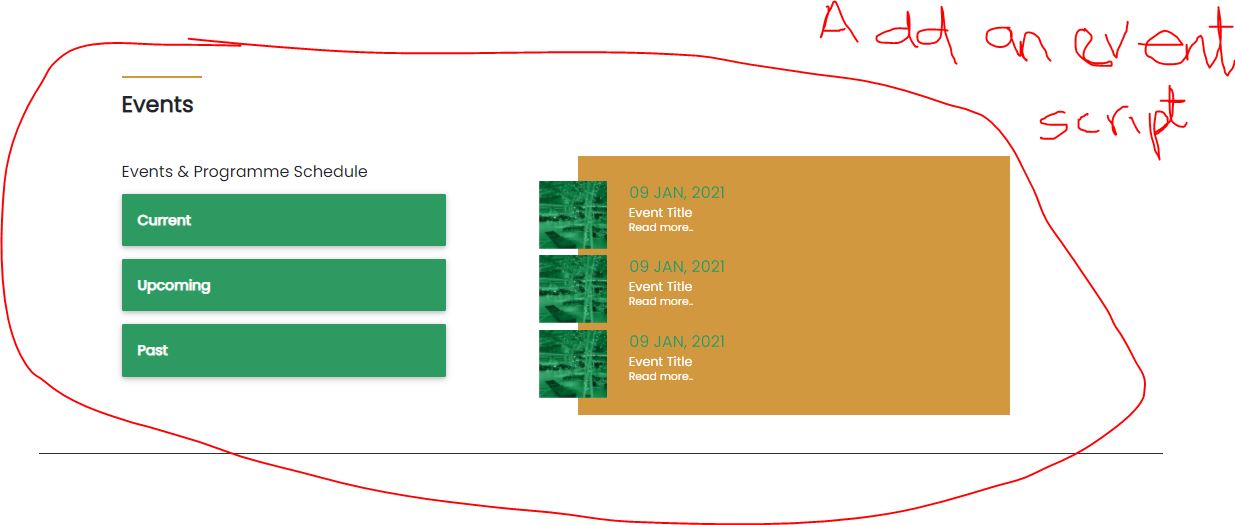 Add an event
script
Events
Events & Programme Schedule
Current
Upcoming
Past
09 JAN, 2021
Event Title
Read more..
09 JAN, 2021
Event Title
Read more..
09 JAN, 2021
Event Title
Read more..